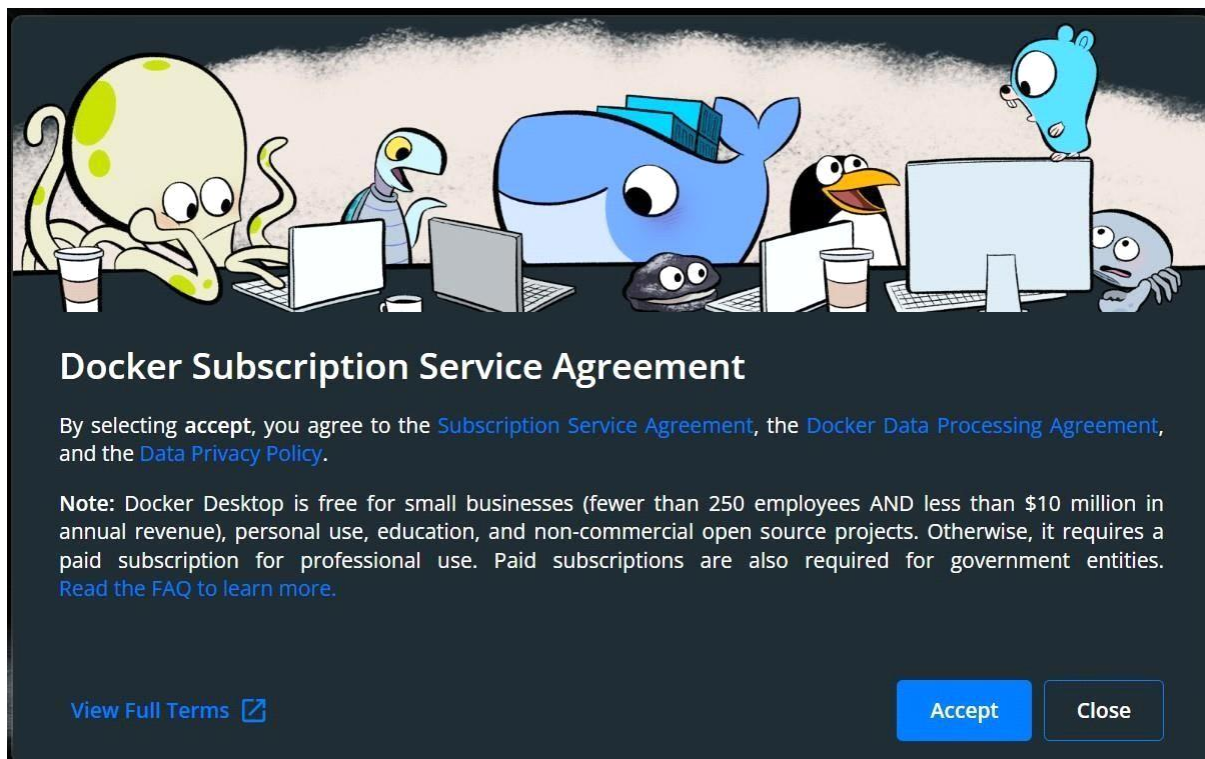 Docker Subscription Service Agreement
By selecting accept, you agree to the Subscription Service Agreement, the Docker Data Processing Agreement,
and the Data Privacy Policy.
Note: Docker Desktop is free for small businesses (fewer than 250 employees AND less than $10 million in
annual revenue), personal use, education, and non-commercial open source projects. Otherwise, it requires a
paid subscription for professional use. Paid subscriptions are also required for government entities.
Read the FAQ to learn more.
View Full Terms
Accept
Close